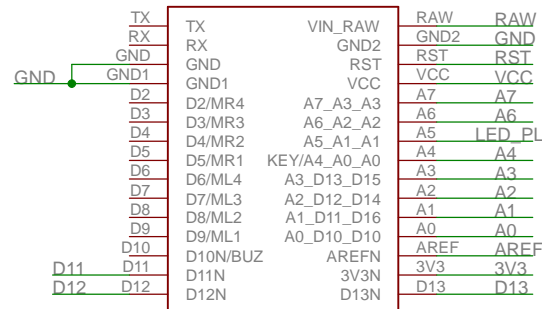 TX TX VIN_RAW RAW RAW
RX RX GND2 GND2 GND
GND GND RST RST RST
GND GND1 GND1 VCC VCC VCC
D2 D2/MR4 A7_A3_A3 A7 A7
D3 D3/MR3 A6_A2_A2 A6 A6
D4 D4/MR2 A5_A1_A1 A5 LED_PL
D5 D5/MR1 KEY/A4_A0_A0 A4 A4
D6 D6/ML4 A3_D13_D15 A3 A3
D7 D7/ML3 A2_D12_D14 A2 A2
D8 D8/ML2 A1_D11_D16 A1 A1
D9 D9/ML1 A0_D10_D10 A0 A0
D10 D10N/BUZ AREFN AREF AREF
D11 D11 D11N 3V3N 3V3 3V3
D12 D12 D12N D13N D13 D13